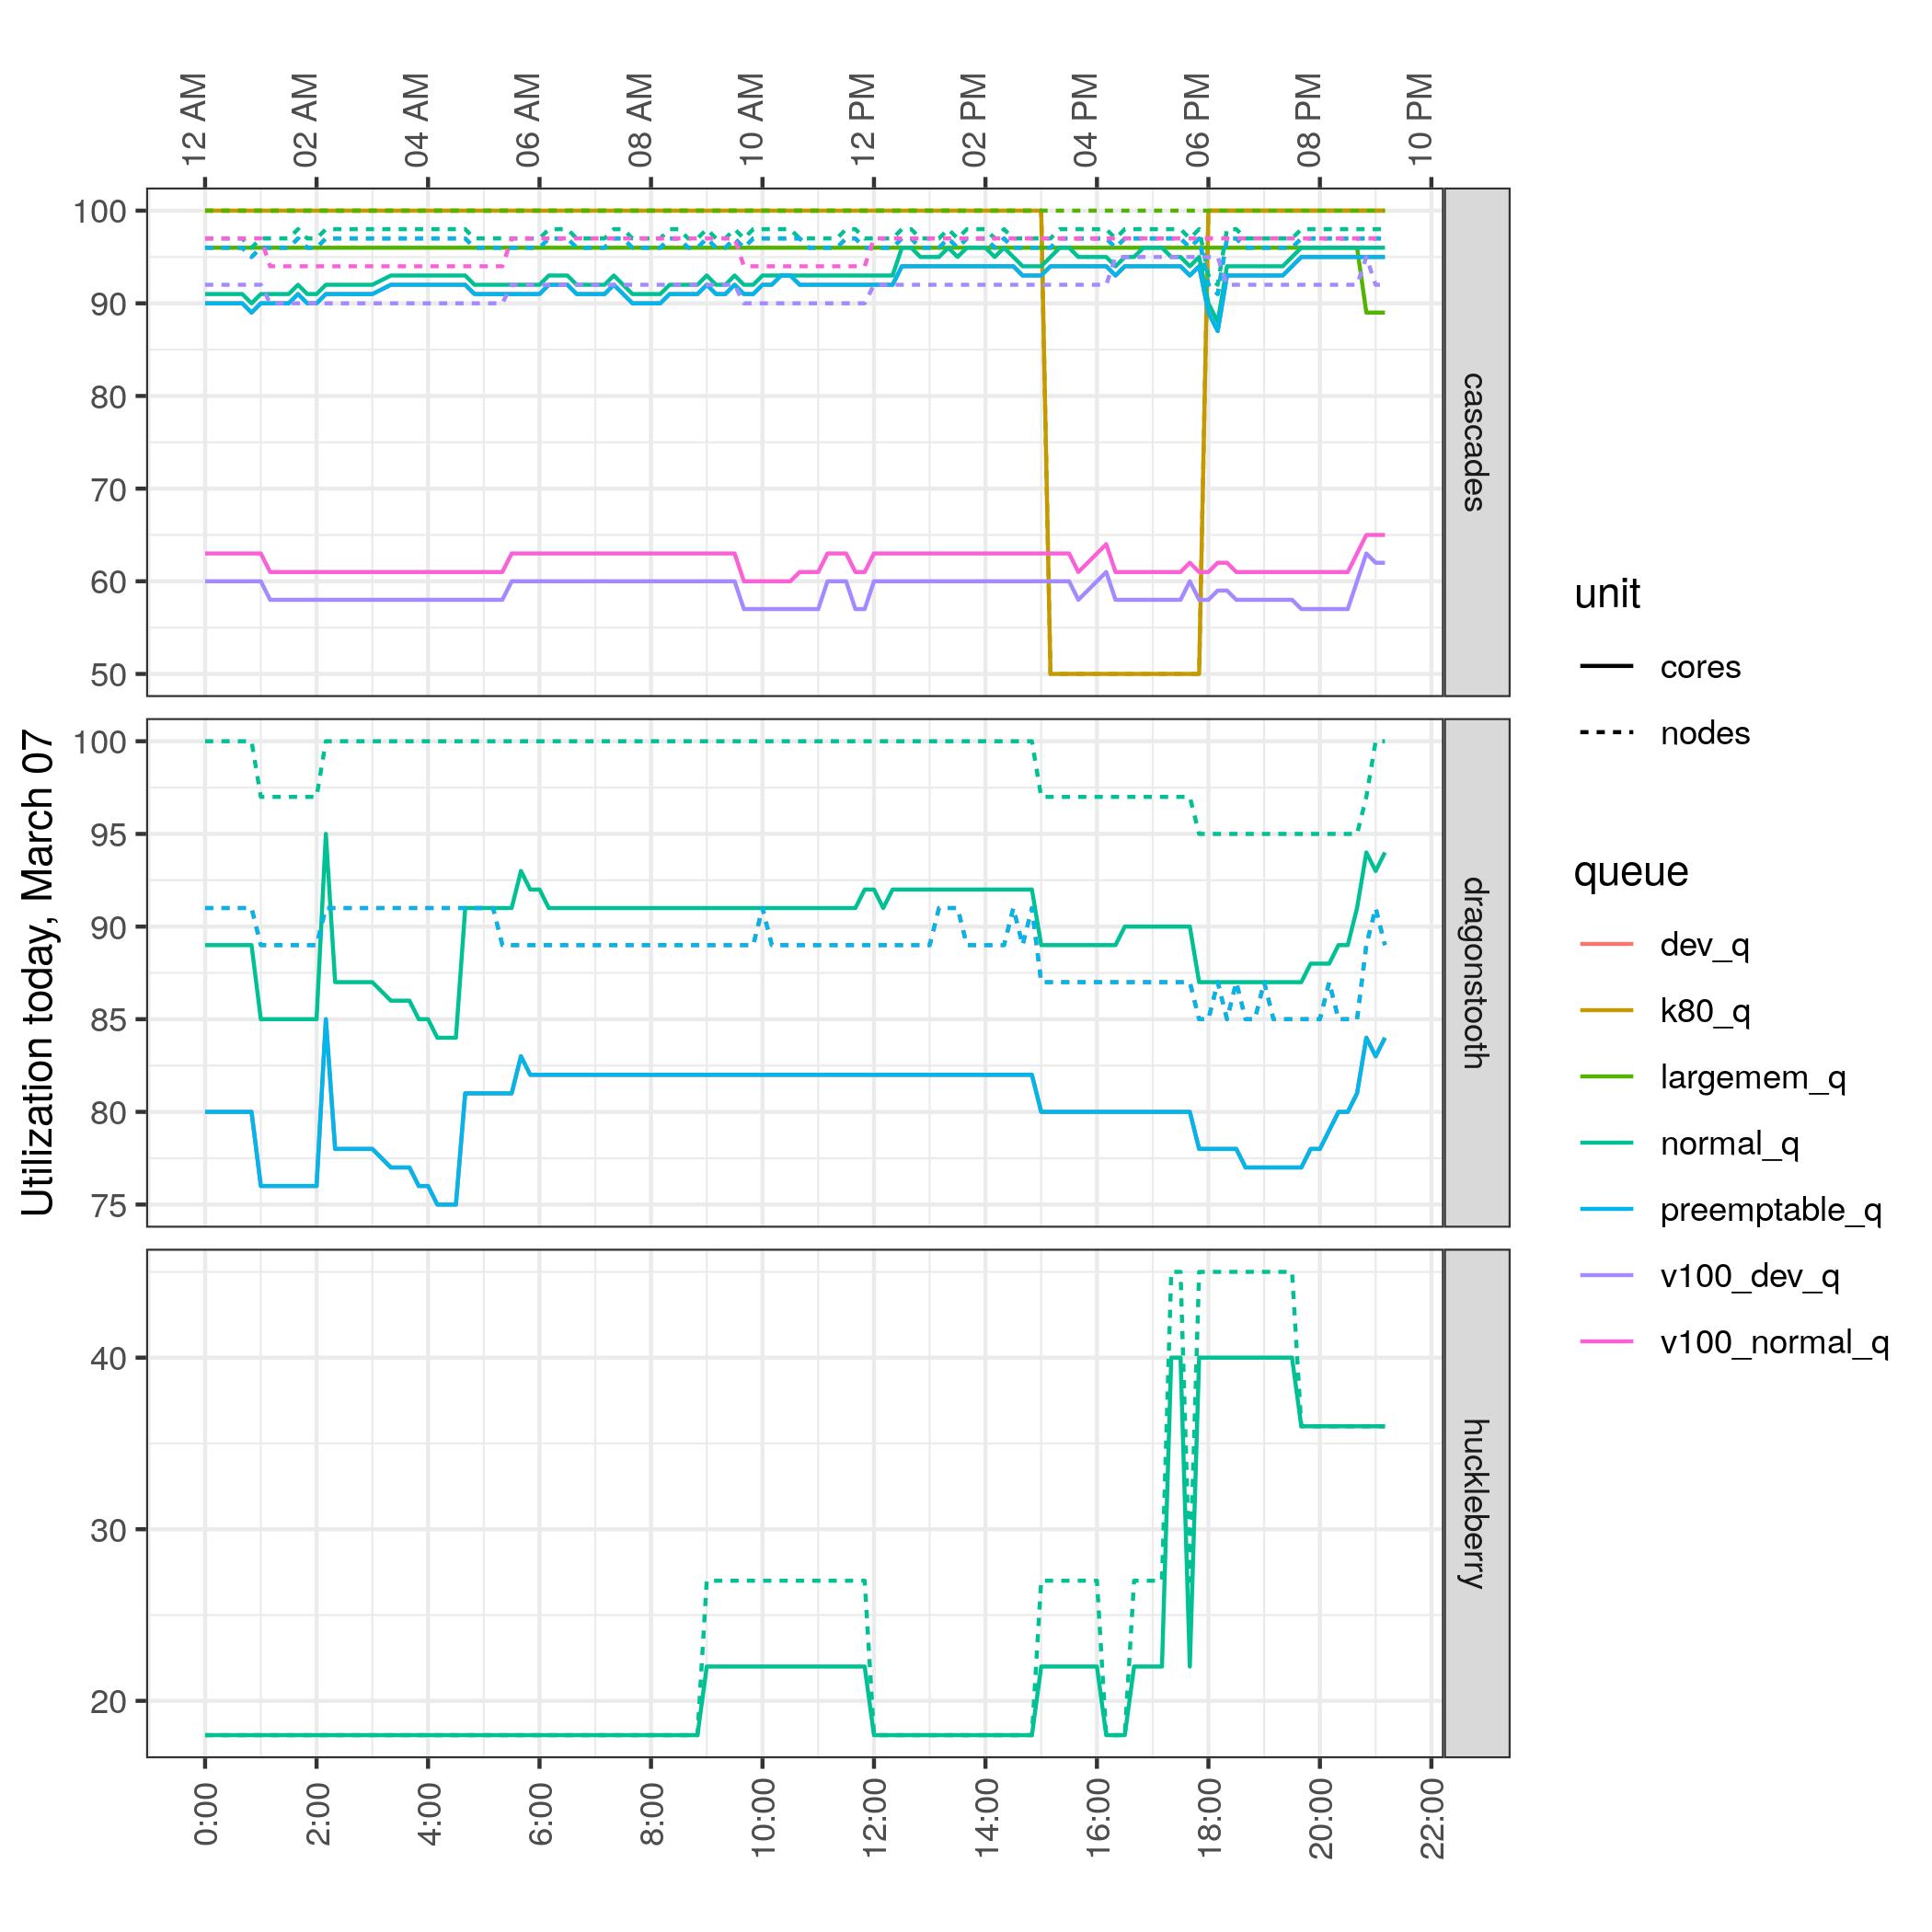 12 AM
02 AM
04 AM
06 AM
08 AM
10 AM
12 PM
02 PM
04 PM
06 PM
08 PM
10 PM
100
90
80
70
60
50
cascades
Utilization today, March 07
100
95
90
85
80
75
dragonstooth
40
30
20
huckleberry
0:00
2:00
4:00
6:00
8:00
10:00
12:00
14:00
16:00
18:00
20:00
22:00
unit
cores
nodes
queue
dev_q
k80_q
largemem_q
normal_q
preemptable_q
v100_dev_q
v100_normal_q